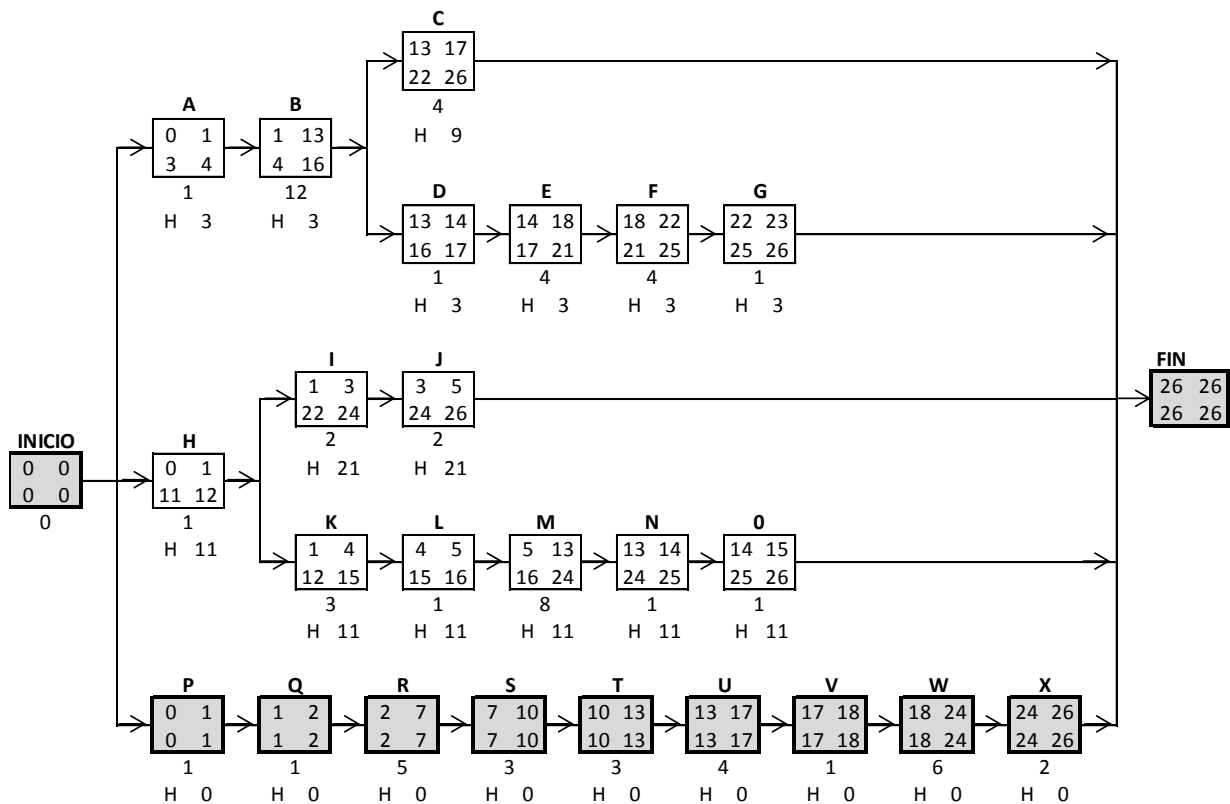 C
13 17
22 26
4
H 9
A B
0 1 1 13
3 4 4 16
1 12
H 3 H 3
D E F G
13 14 14 18 18 22 22 23
16 17 17 21 21 25 25 26
1 4 4 1
H 3 H 3 H 3 H 3
I J
1 3 3 5
22 24 24 26
2 2
H 21 H 21
FIN
26 26
26 26
INICIO
0 0
0 0
0
H
0 1
11 12
1
H 11
K L M N 0
1 4 4 5 5 13 13 14 14 15
12 15 15 16 16 24 24 25 25 26
3 1 8 1 1
H 11 H 11 H 11 H 11 H 11
P Q R S T U V W X
0 1 1 2 2 7 7 10 10 13 13 17 17 18 18 24 24 26
0 1 1 2 2 7 7 10 10 13 13 17 17 18 18 24 24 26
1 1 5 3 3 4 1 6 2
H 0 H 0 H 0 H 0 H 0 H 0 H 0 H 0 H 0